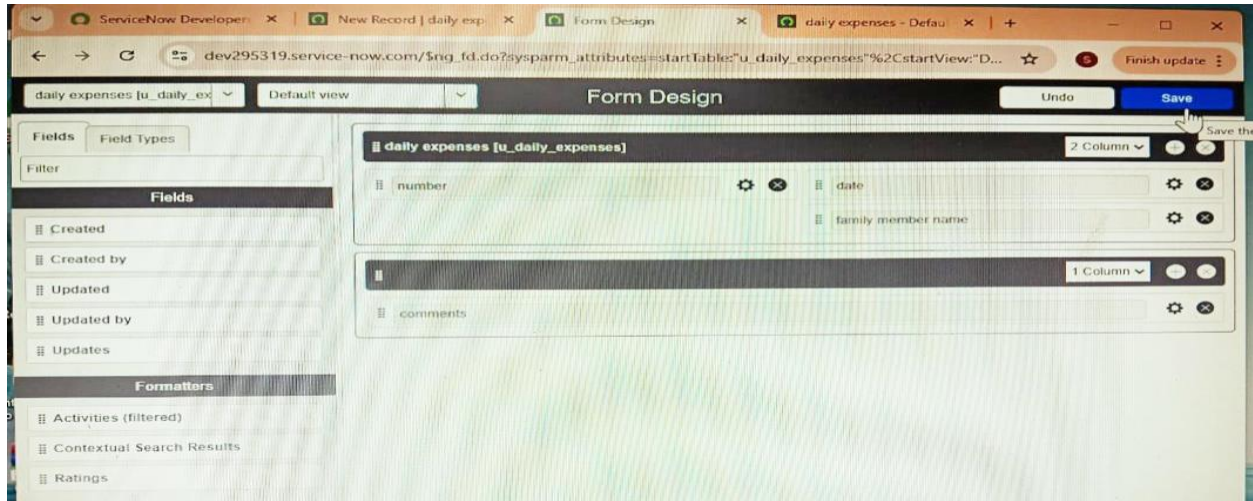 ServiceNow Developer
New Record | daily exp
Form Design
daily expenses - Defau
dev295319.service-now.com/$ng_fd.do?sysparm_attributes=startTable:"u_daily_expenses"%2CstartView:"D...
S
Finish update
daily expenses [u_daily_ex
Default view
Form Design
Undo
Save
Save the
Fields
Field Types
Filter
Fields
Created
Created by
Updated
Updated by
Updates
Formatters
Activities (filtered)
Contextual Search Results
Ratings
daily expenses [u_daily_expenses]
2 Column
number
date
family member name
1 Column
comments